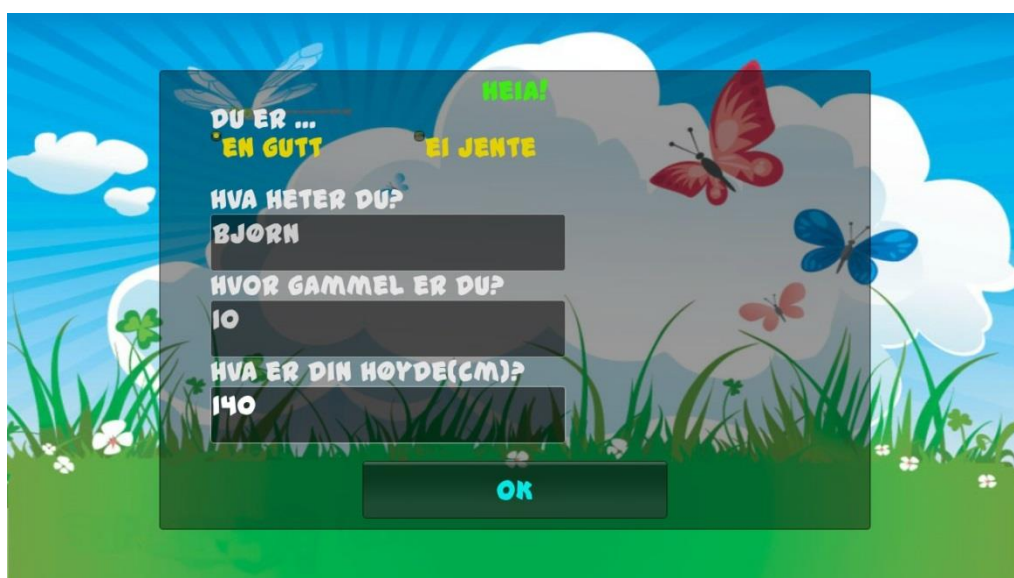 HEIA!
DU ER ...
EN GUTT EI JENTE
HVA HETER DU?
BJØRN
HVOR GAMMEL ER DU?
10
HVA ER DIN HØYDE(CM)?
140
OK